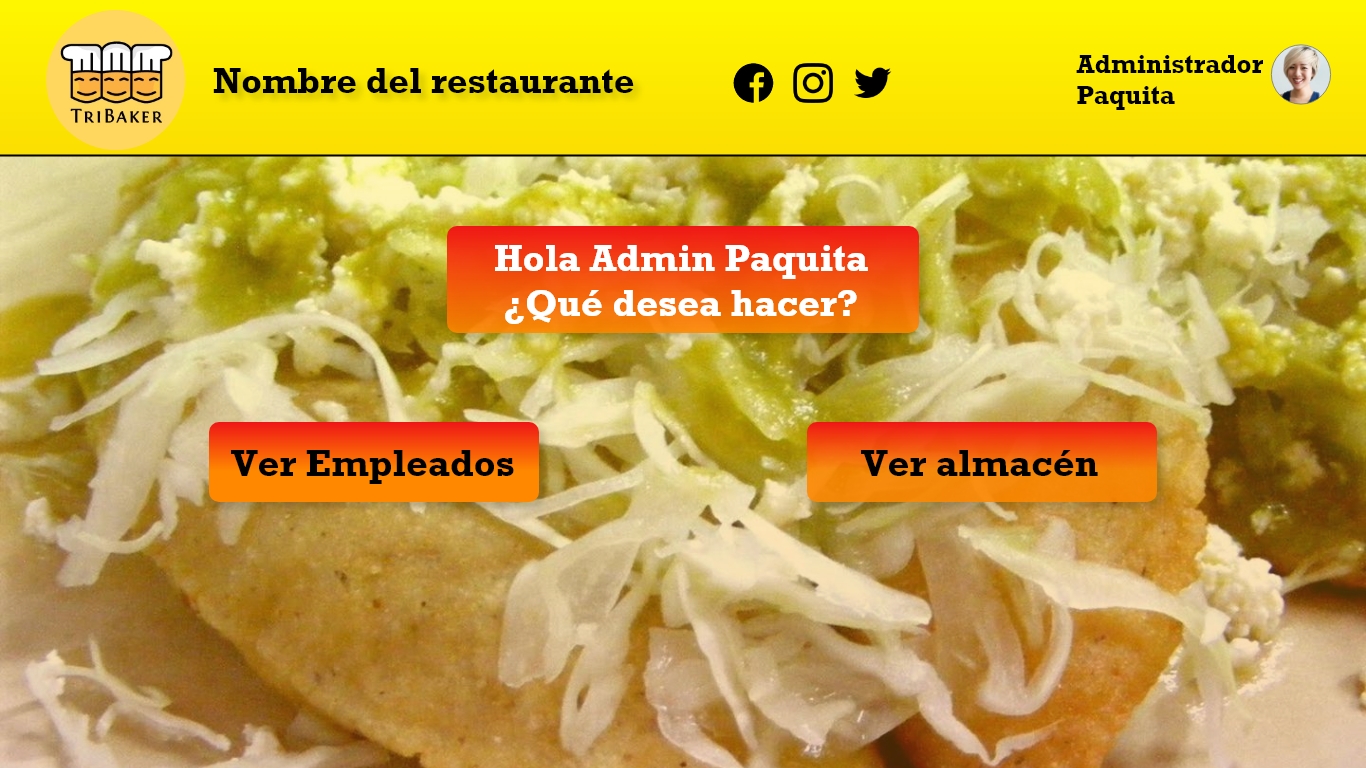 TRIBAKER
Nombre del restaurante
Administrador
Paquita
Hola Admin Paquita
¿Qué desea hacer?
Ver Empleados
Ver almacén